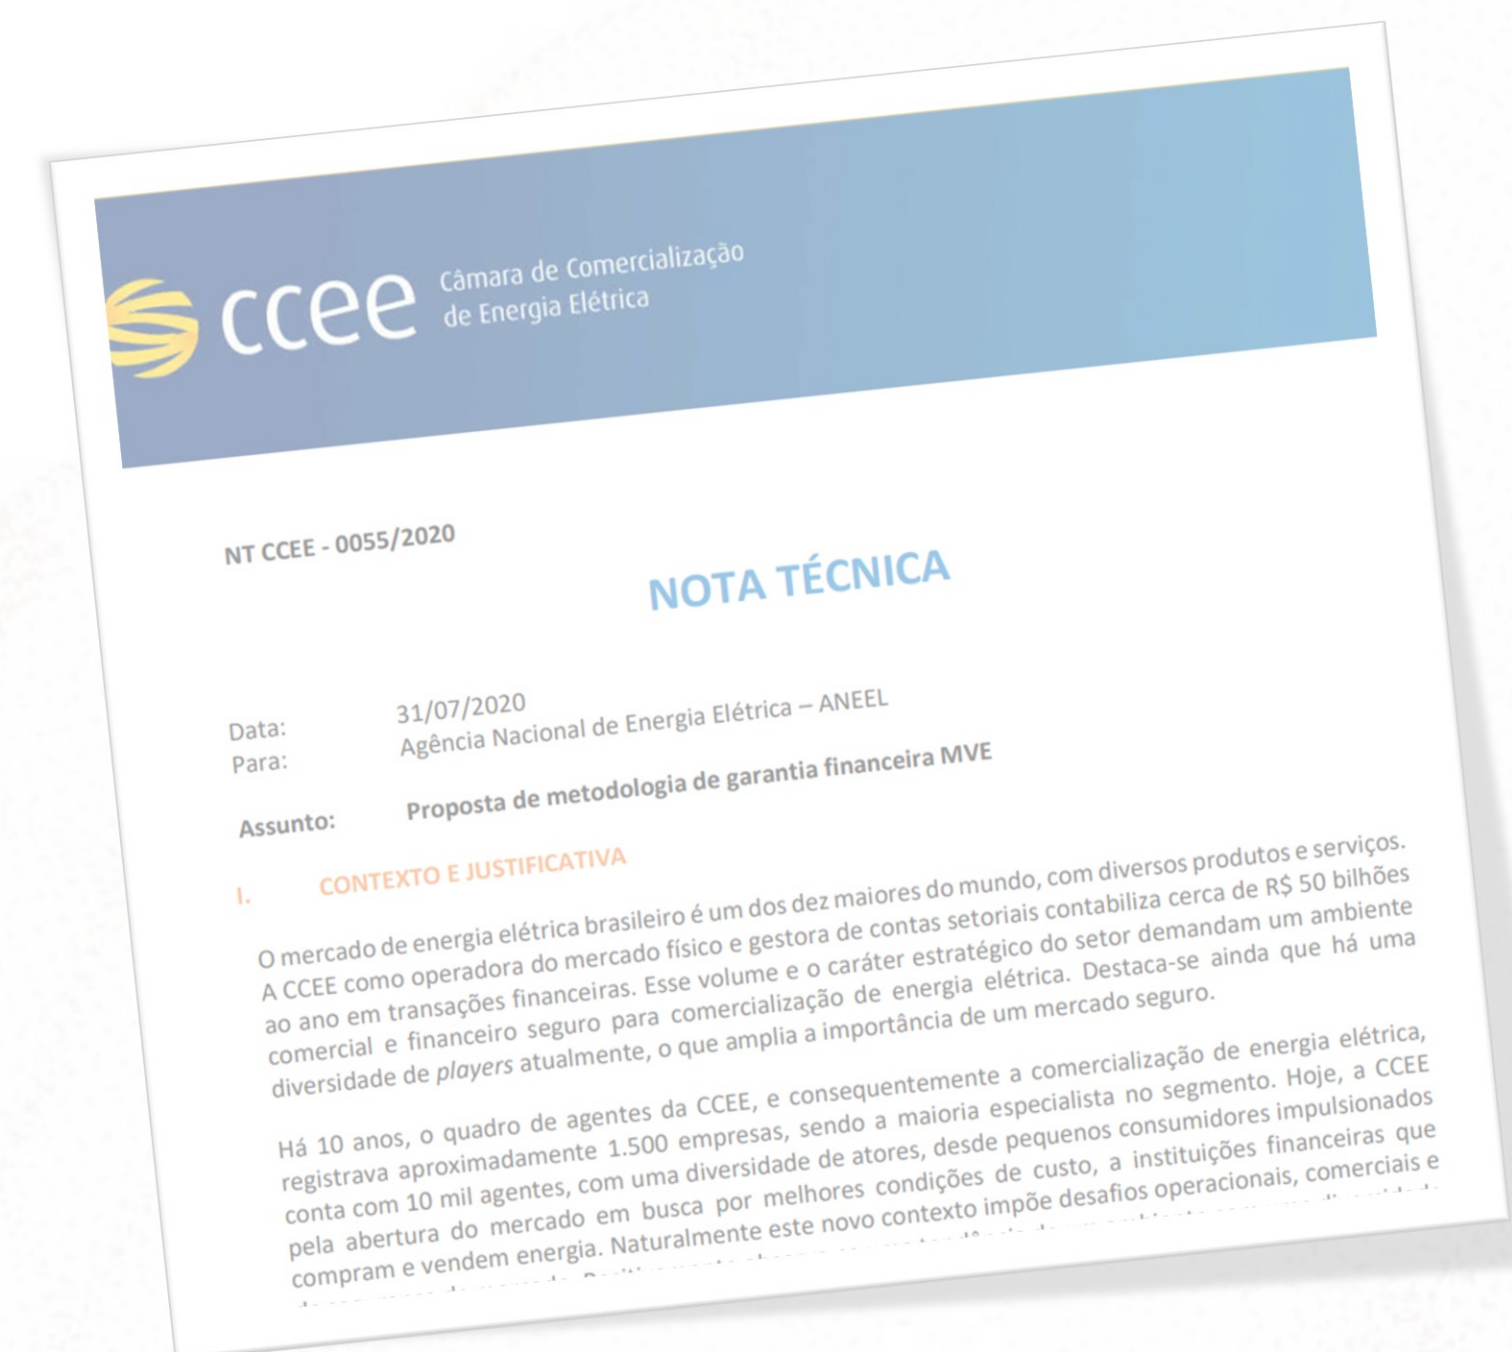 ccee
Câmara de Comercialização
de Energia Elétrica
NT CCEE - 0055/2020
NOTA TÉCNICA
Data: 31/07/2020
Para: Agência Nacional de Energia Elétrica – ANEEL
Assunto: Proposta de metodologia de garantia financeira MVE
I. CONTEXTO E JUSTIFICATIVA
O mercado de energia elétrica brasileiro é um dos dez maiores do mundo, com diversos produtos e serviços.
A CCEE como operadora do mercado físico e gestora de contas setoriais contabiliza cerca de R$ 50 bilhões
ao ano em transações financeiras. Esse volume e o caráter estratégico do setor demandam um ambiente
comercial e financeiro seguro para comercialização de energia elétrica. Destaca-se ainda que há uma
diversidade de players atualmente, o que amplia a importância de um mercado seguro.
Há 10 anos, o quadro de agentes da CCEE, e consequentemente a comercialização de energia elétrica,
registrava aproximadamente 1.500 empresas, sendo a maioria especialista no segmento. Hoje, a CCEE
conta com 10 mil agentes, com uma diversidade de atores, desde pequenos consumidores impulsionados
pela abertura do mercado em busca por melhores condições de custo, a instituições financeiras que
compram e vendem energia. Naturalmente este novo contexto impõe desafios operacionais, comerciais e